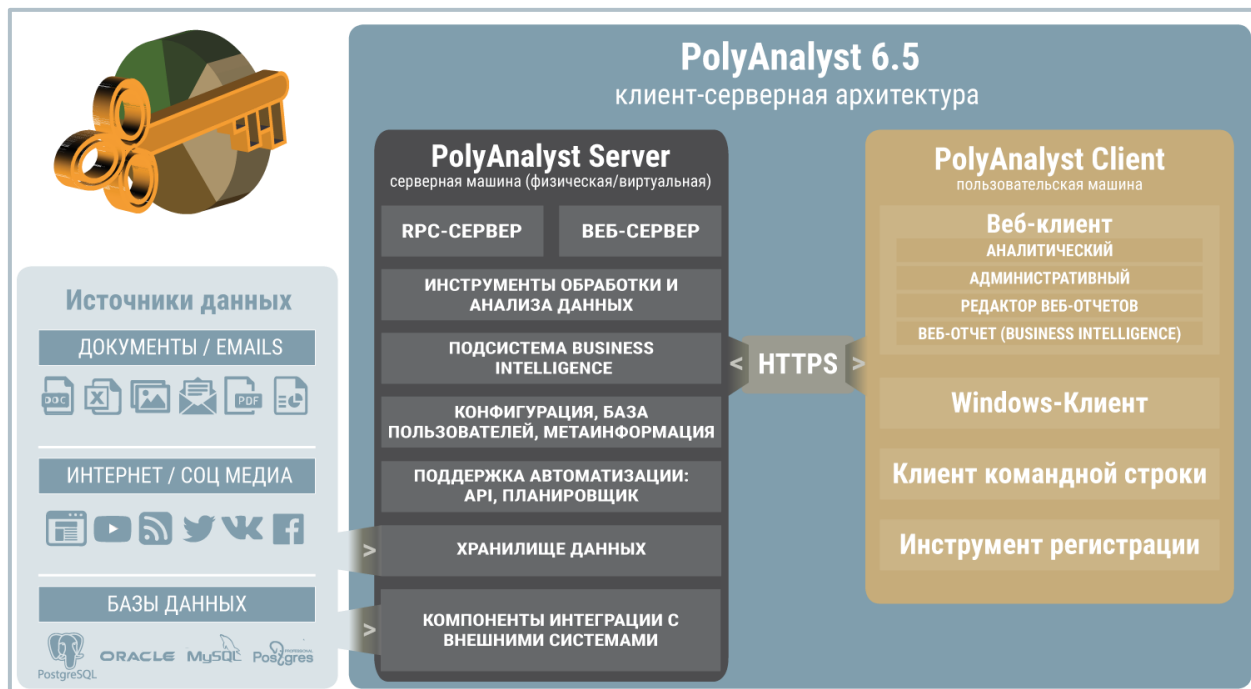 PolyAnalyst 6.5
клиент-серверная архитектура
Источники данных
ДОКУМЕНТЫ / EMAILS
DOC
X
PDF
ИНТЕРНЕТ / СОЦ МЕДИА
БАЗЫ ДАННЫХ
PostgreSQL
ORACLE
MySQL
Postgres
PolyAnalyst Server
серверная машина (физическая/виртуальная)
RPC-СЕРВЕР
ВЕБ-СЕРВЕР
ИНСТРУМЕНТЫ ОБРАБОТКИ И
АНАЛИЗА ДАННЫХ
ПОДСИСТЕМА BUSINESS
INTELLIGENCE
КОНФИГУРАЦИЯ, БАЗА
ПОЛЬЗОВАТЕЛЕЙ, МЕТАИНФОРМАЦИЯ
ПОДДЕРЖКА АВТОМАТИЗАЦИИ:
API, ПЛАНИРОВЩИК
> ХРАНИЛИЩЕ ДАННЫХ
> КОМПОНЕНТЫ ИНТЕГРАЦИИ С
ВНЕШНИМИ СИСТЕМАМИ
< HTTPS >
PolyAnalyst Client
пользовательская машина
Веб-клиент
АНАЛИТИЧЕСКИЙ
АДМИНИСТРАТИВНЫЙ
РЕДАКТОР ВЕБ-ОТЧЕТОВ
ВЕБ-ОТЧЕТ (BUSINESS INTELLIGENCE)
Windows-Клиент
Клиент командной строки
Инструмент регистрации